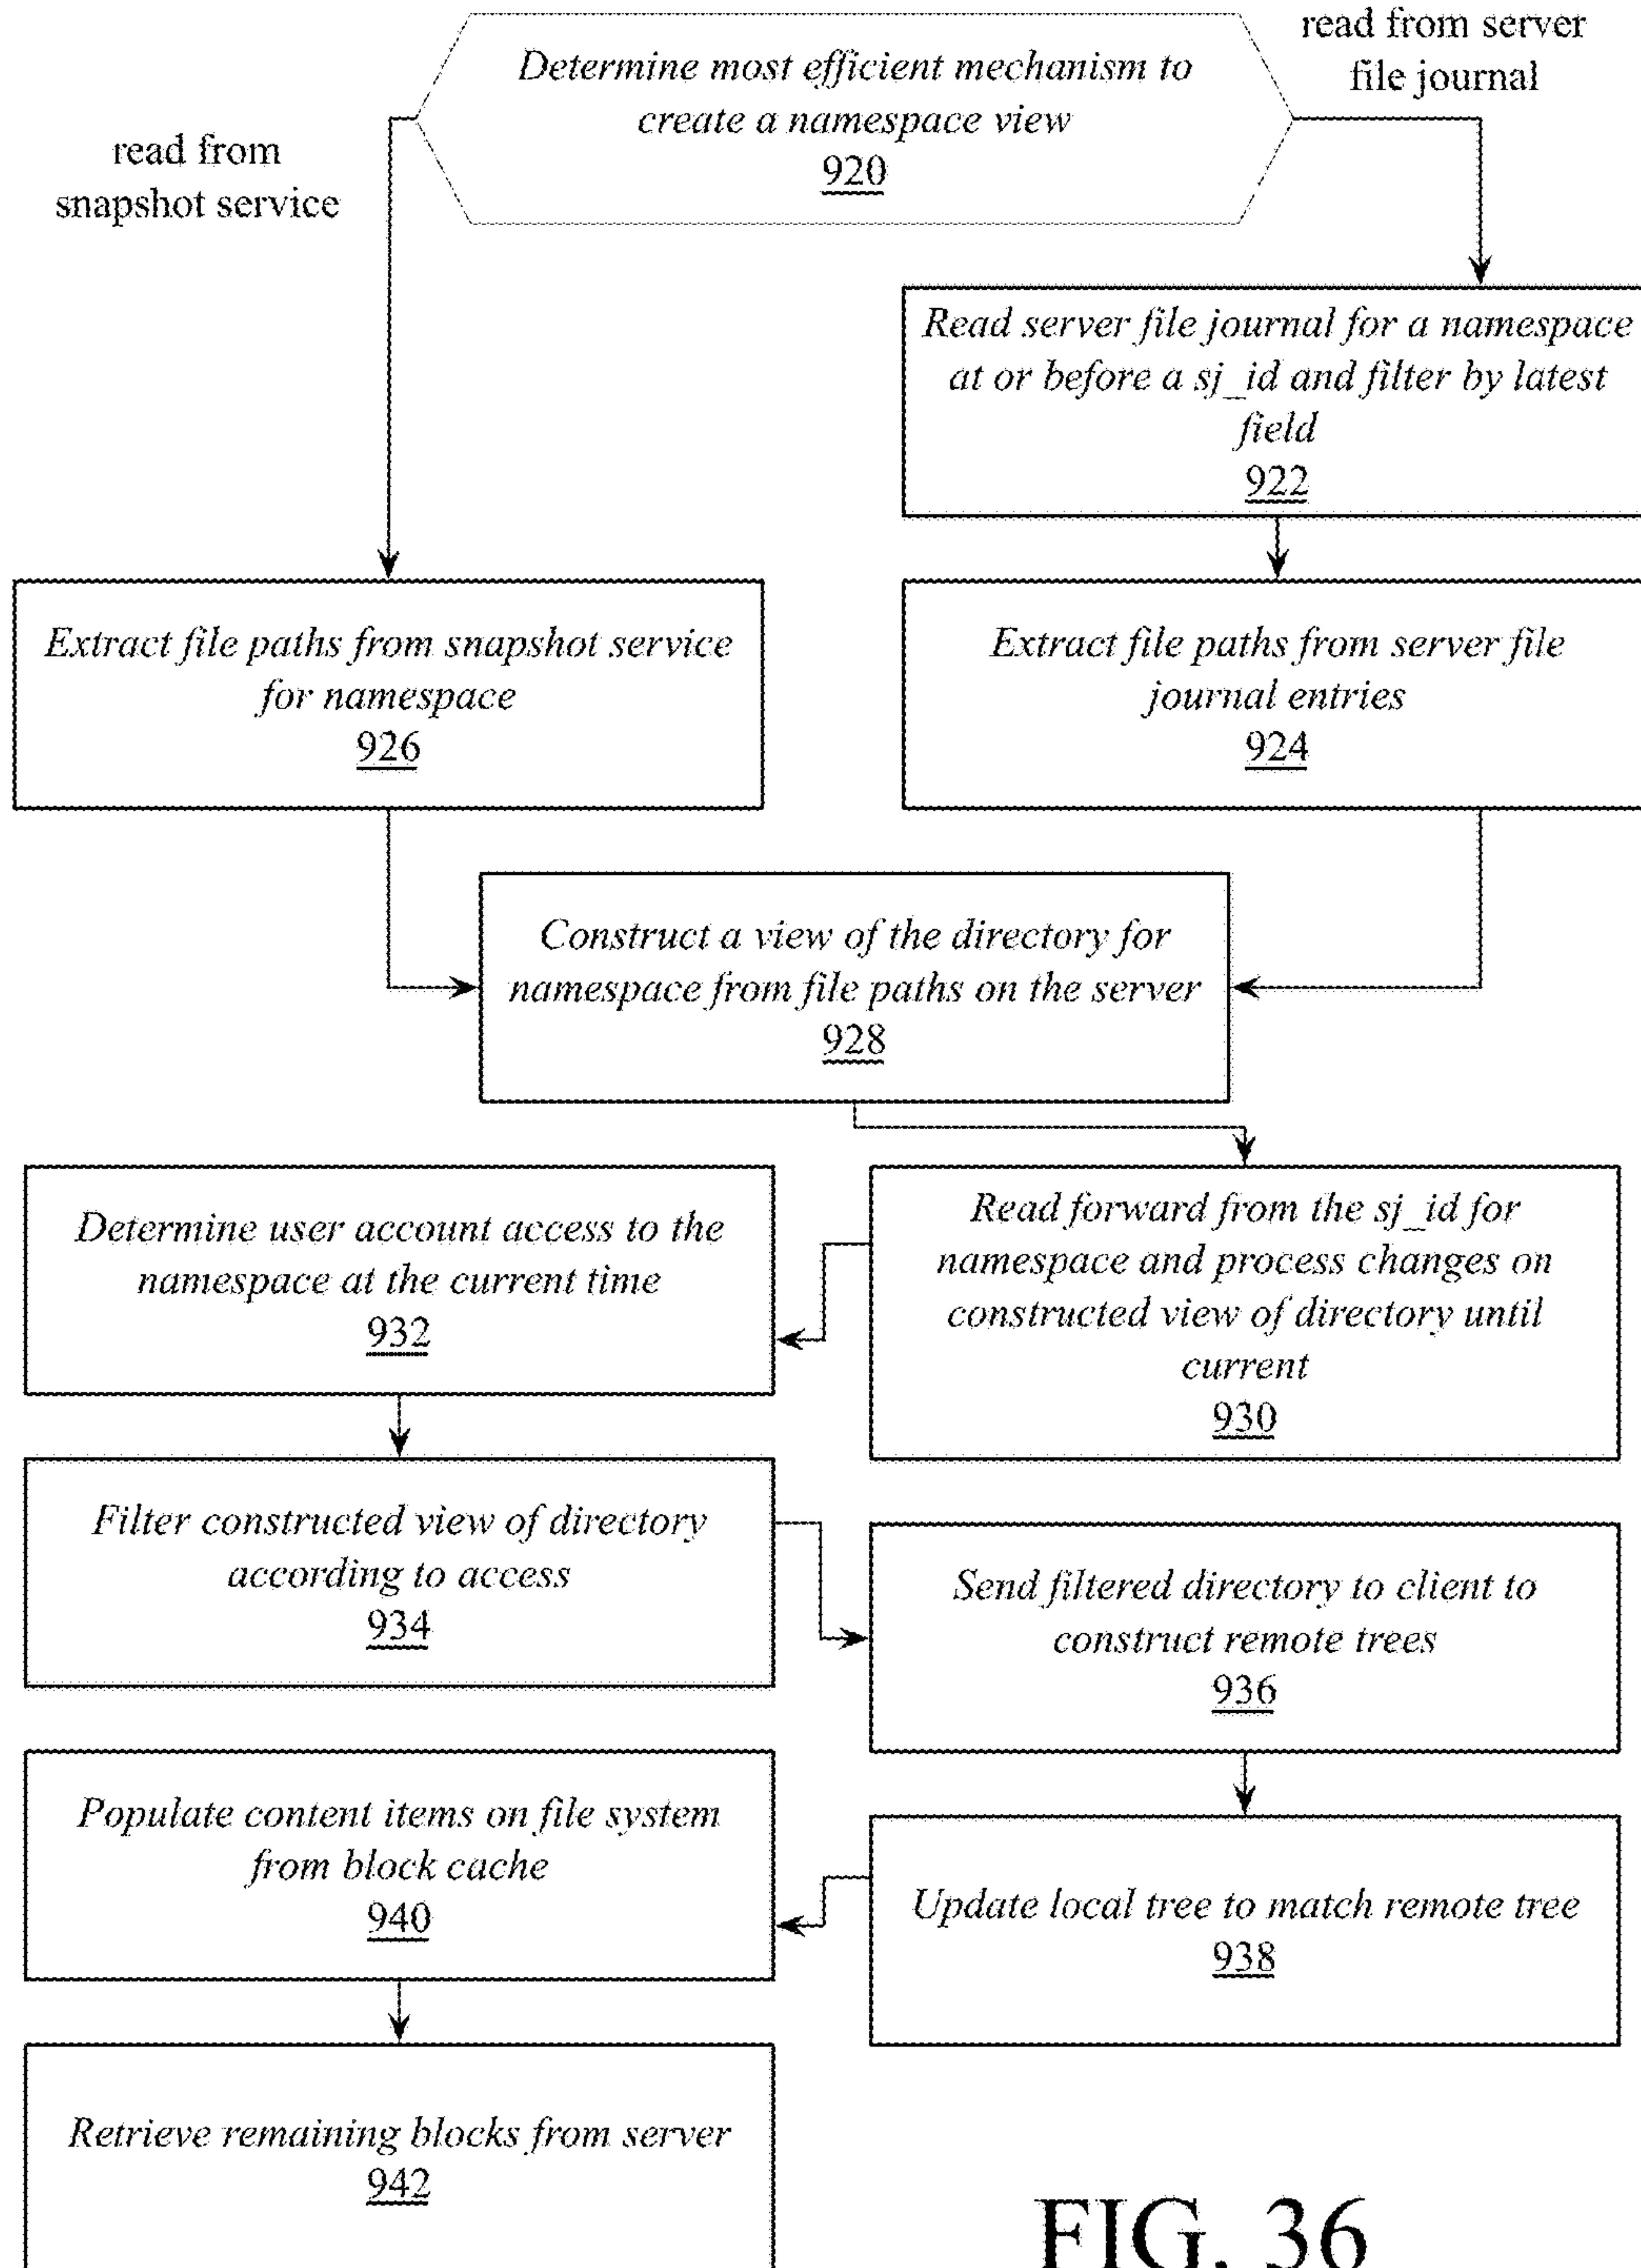 read from server
file journal
Determine most efficient mechanism to
create a namespace view
920
read from
snapshot service
Read server file journal for a namespace
at or before a sj_id and filter by latest
field
922
Extract file paths from snapshot service
for namespace
926
Extract file paths from server file
journal entries
924
Construct a view of the directory for
namespace from file paths on the server
928
Read forward from the sj_id for
namespace and process changes on
constructed view of directory until
current
930
Determine user account access to the
namespace at the current time
932
Filter constructed view of directory
according to access
934
Send filtered directory to client to
construct remote trees
936
Update local tree to match remote tree
938
Populate content items on file system
from block cache
940
Retrieve remaining blocks from server
942
FIG. 36